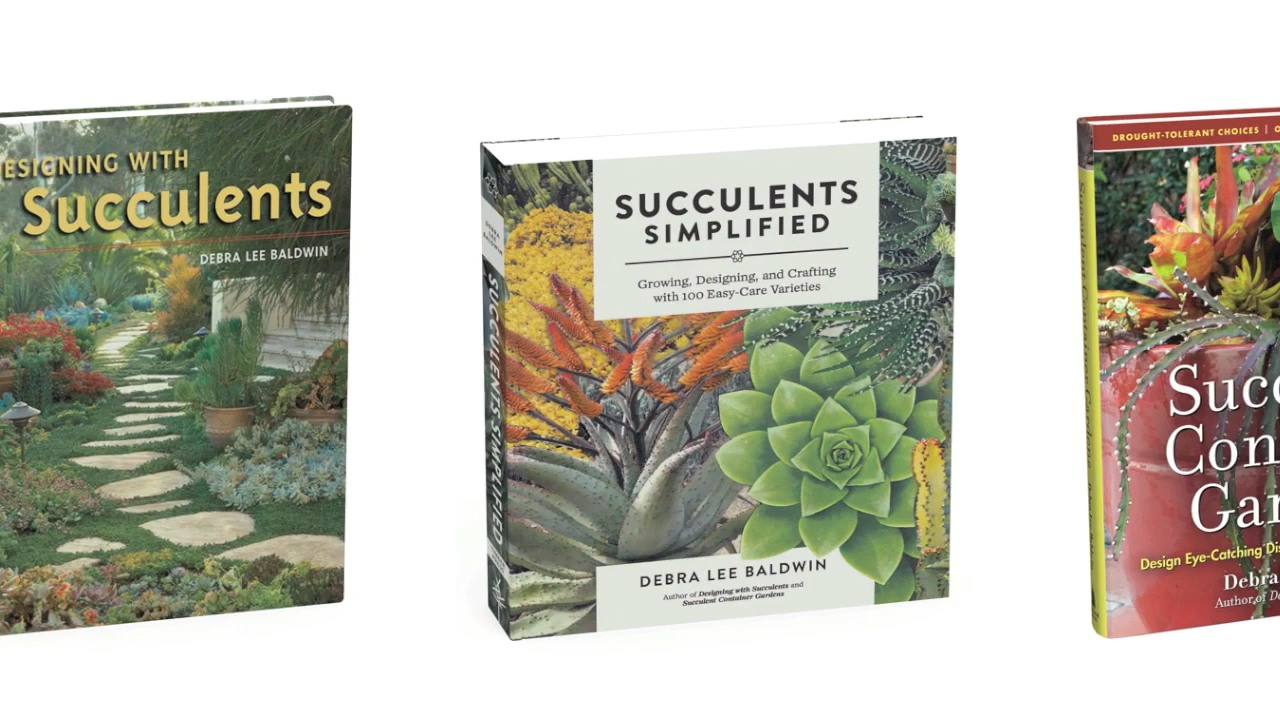 ESIGNING WITH
Succulents
DEBRA LEE BALDWIN
SUCCULENTS
SIMPLIFIED
Growing, Designing, and Crafting
with 100 Easy-Care Varieties
DEBRA LEE BALDWIN
Author of Designing with Succulents and
Succulent Container Gardens
SUCCULENTS SIMPLIFIED
DROUGHT-TOLERANT CHOICES |
Succ
Con
Gar
Design Eye-Catching Dis
Debra
Author of De